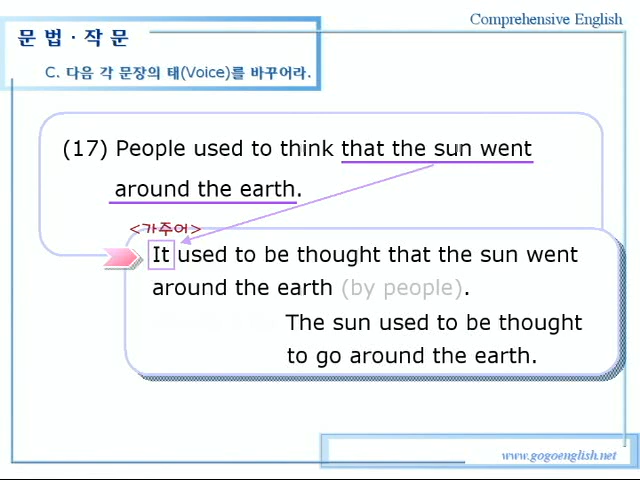 Comprehensive English
문 법 · 작 문
C. 다음 각 문장의 태(Voice)를 바꾸어라.
(17) People used to think that the sun went
around the earth.
<가주어>
It used to be thought that the sun went
around the earth (by people).
The sun used to be thought
to go around the earth.
www.gogoenglish.net